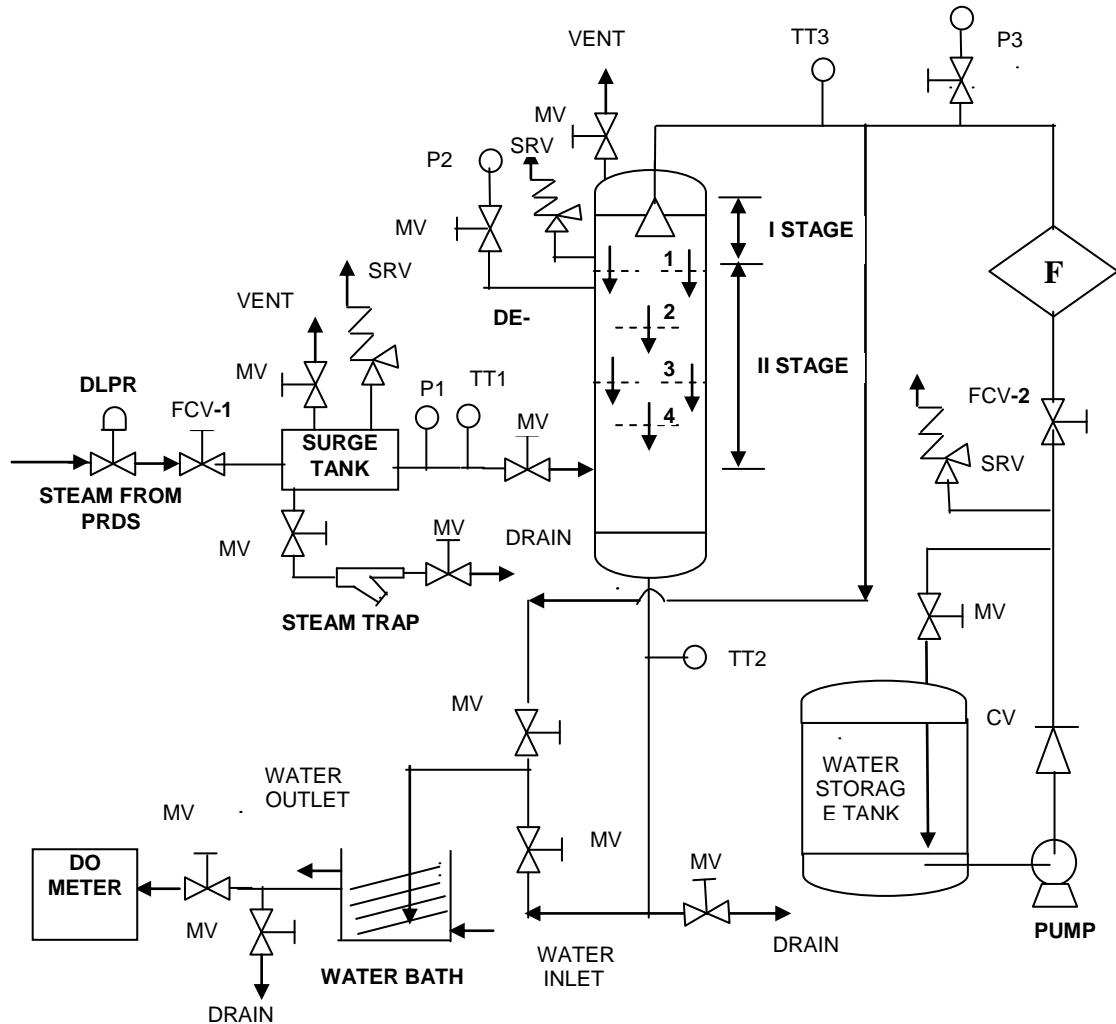 VENT
TT3
P3
MV
SRV
P2
MV
I STAGE
1
SRV
VENT
DE-
2
F
MV
3
II STAGE
DLPR
FCV-1
P1
TT1
MV
4
FCV-2
SURGE
TANK
SRV
STEAM FROM
PRDS
MV
MV
DRAIN
STEAM TRAP
MV
TT2
MV
CV
WATER
OUTLET
WATER
STORAG
E TANK
MV
MV
MV
DO
METER
MV
WATER BATH
WATER
INLET
DRAIN
PUMP
DRAIN